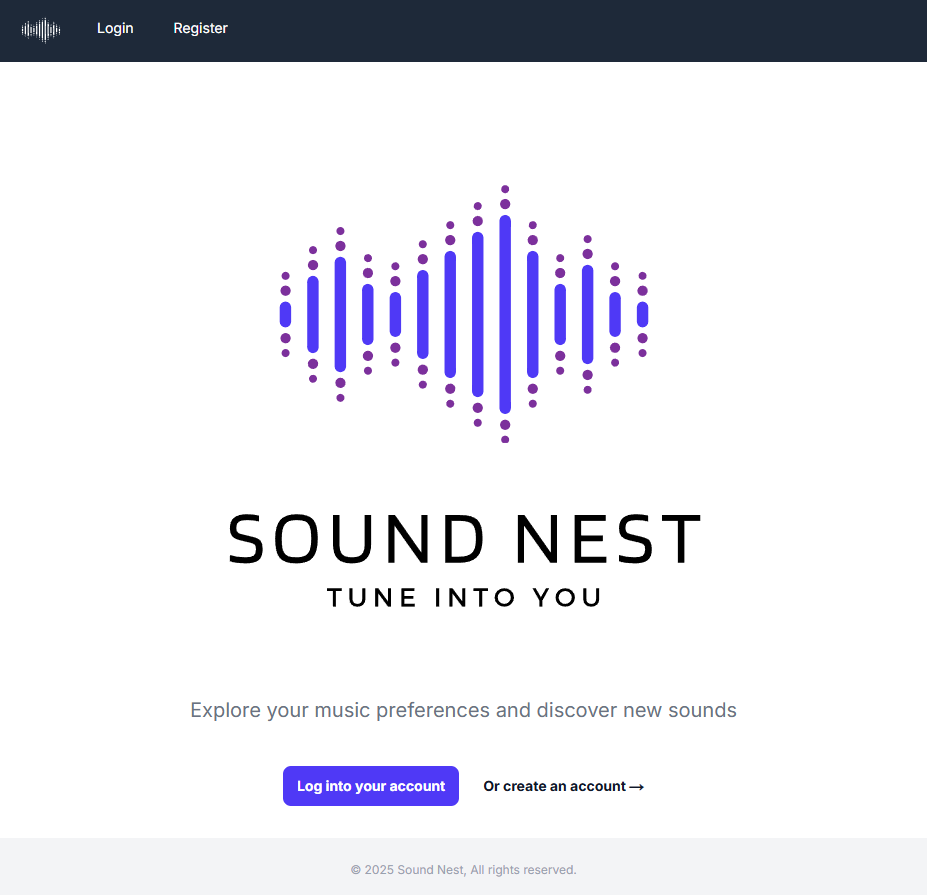 Login Register
SOUND NEST
TUNE INTO YOU
Explore your music preferences and discover new sounds
Log into your account Or create an account →
© 2025 Sound Nest, All rights reserved.